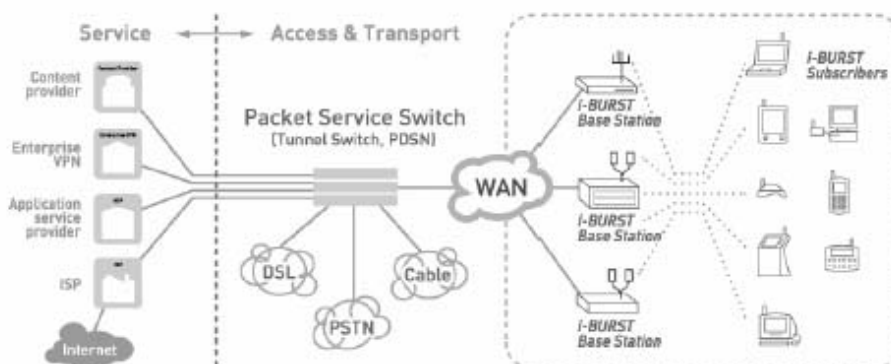 Service
Access & Transport
Content
provider
Enterprise
VPN
Application
service
provider
ISP
Internet
Packet Service Switch
(Tunnel Switch, PDSN)
DSL
PSTN
Cable
WAN
i-BURST
Base Station
i-BURST
Base Station
i-BURST
Base Station
i-BURST
Subscribers